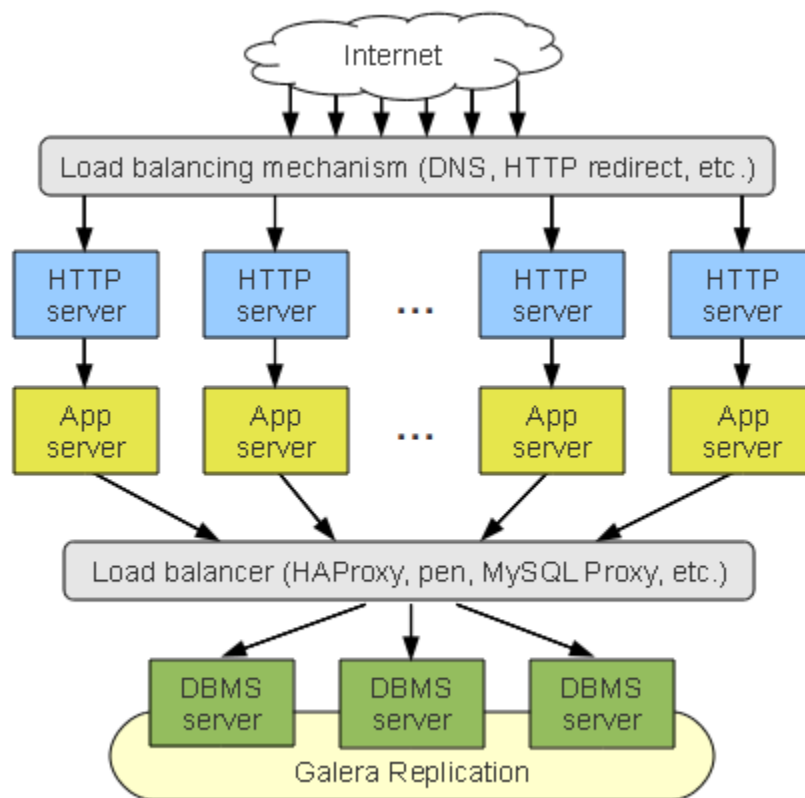 Internet
Load balancing mechanism (DNS, HTTP redirect, etc.)
HTTP
server
HTTP
server
...
HTTP
server
HTTP
server
App
server
App
server
...
App
server
App
server
Load balancer (HAProxy, pen, MySQL Proxy, etc.)
DBMS
server
DBMS
server
DBMS
server
Galera Replication